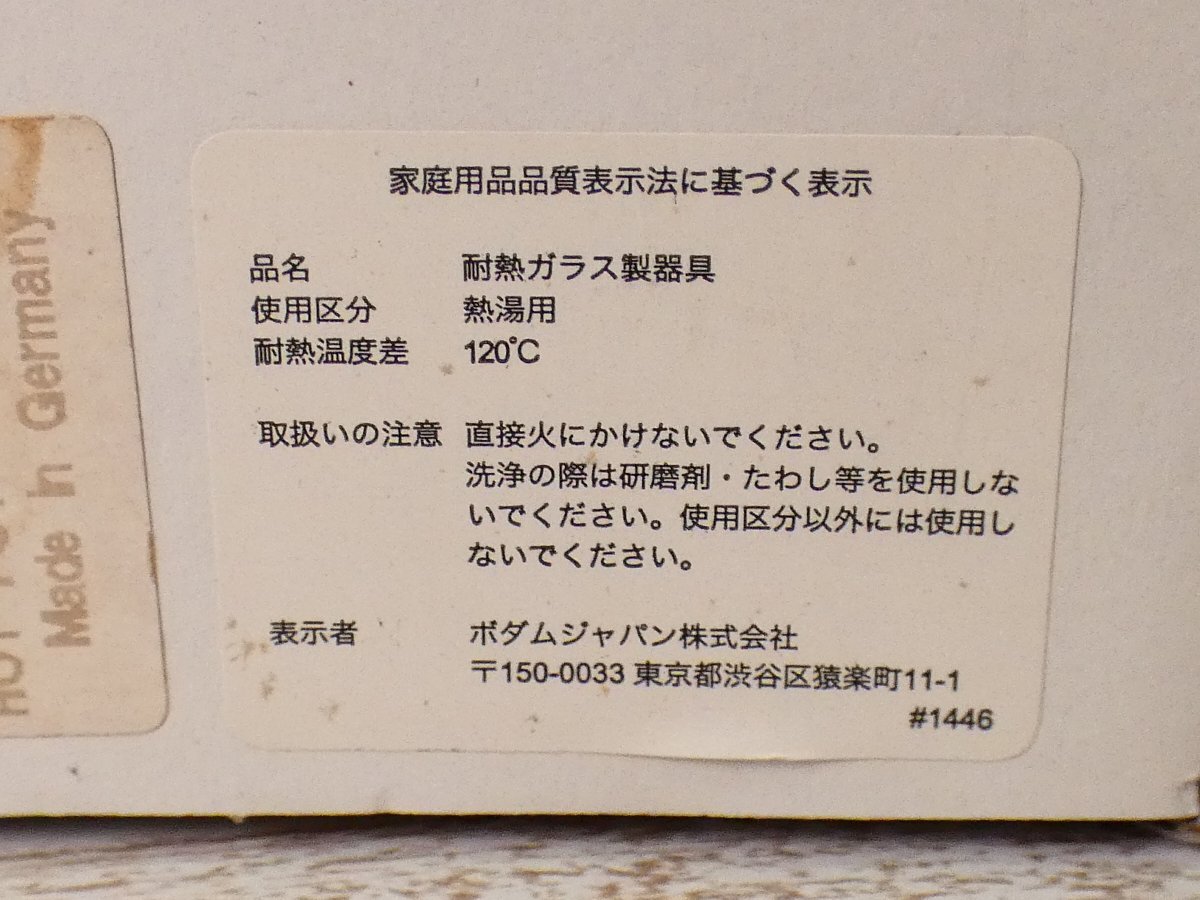 家庭用品品質表示法に基づく表示
品名 耐熱ガラス製器具
使用区分 熱湯用
耐熱温度差 120℃
取扱いの注意 直接火にかけないでください。
洗浄の際は研磨剤・たわし等を使用しな
いでください。使用区分以外には使用し
ないでください。
表示者 ボダムジャパン株式会社
〒150-0033 東京都渋谷区猿楽町11-1
#1446
Made in Germany